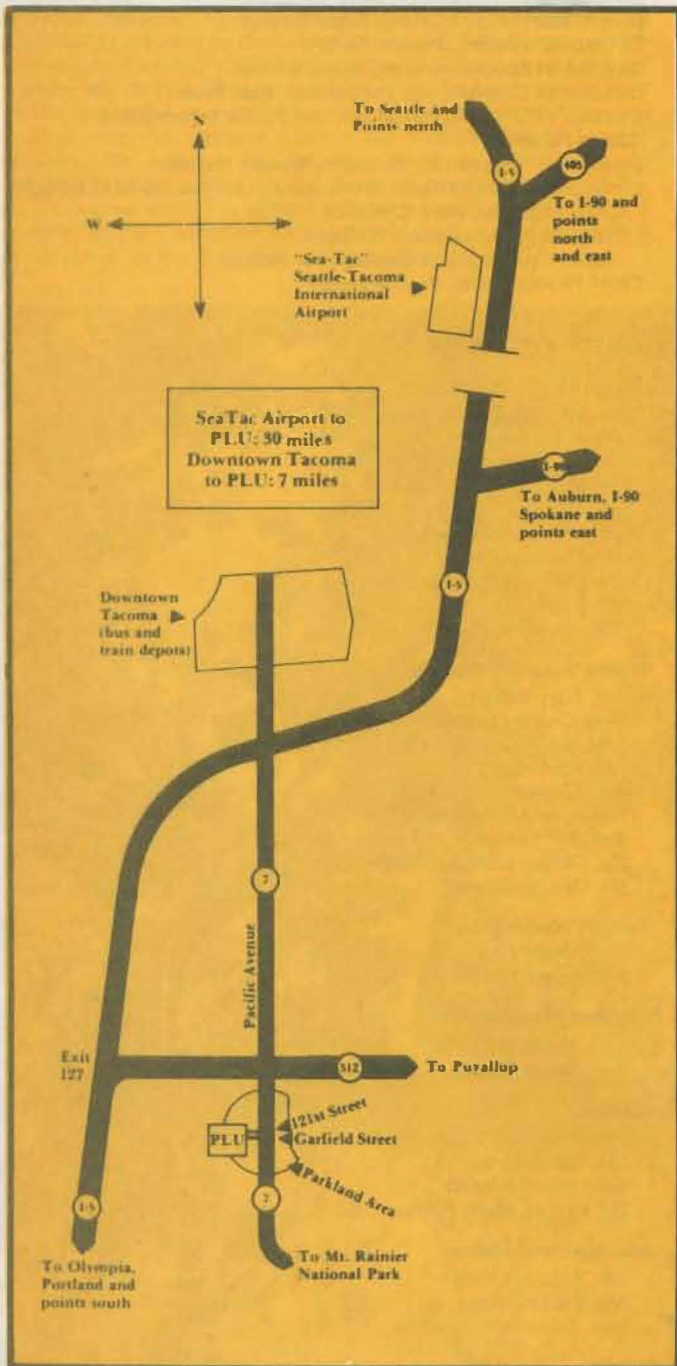 N
W
To Seattle and
Points north
I-5
405
To I-90 and
points
north
and east
"Sea-Tac"
Seattle-Tacoma
International
Airport
SeaTac Airport to
PLU: 30 miles
Downtown Tacoma
to PLU: 7 miles
To Auburn, I-90
Spokane and
points east
I-5
Downtown
Tacoma
(bus and
train depots)
7
Pacific Avenue
Exit
127
512
To Puyallup
121st Street
PLU
Garfield Street
Parkland Area
7
I-5
To Olympia,
Portland and
points south
To Mt. Rainier
National Park